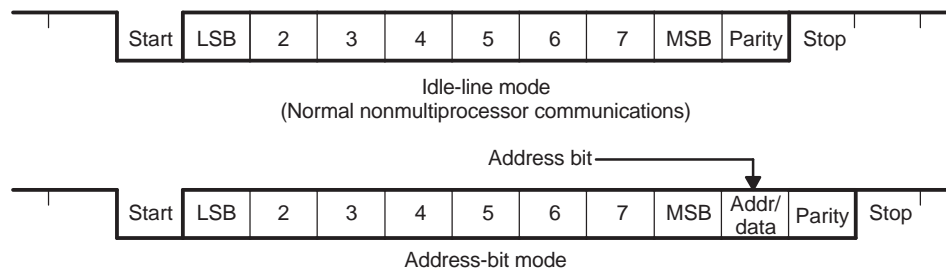 Start LSB 2 3 4 5 6 7 MSB Parity Stop
Idle-line mode
(Normal nonmultiprocessor communications)
Address bit
Start LSB 2 3 4 5 6 7 MSB Addr/ data Parity Stop
Address-bit mode